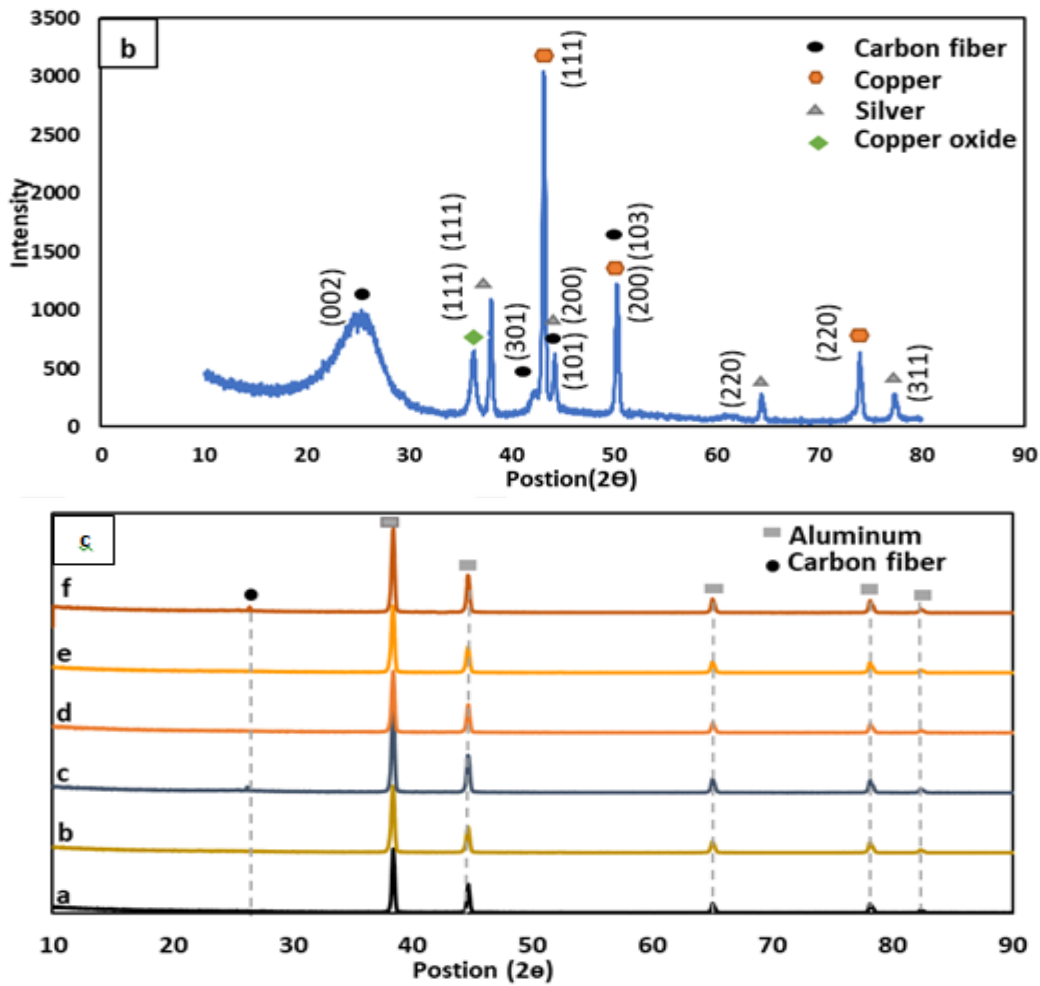 b
3500
3000
2500
2000
1500
1000
500
0
Intensity
Carbon fiber
Copper
Silver
Copper oxide
(002)
(111) (111)
(301)
(111)
(101) (200)
(200) (103)
(220)
(220)
(311)
0 10 20 30 40 50 60 70 80 90
Postion(2Ɵ)
c
Aluminum
Carbon fiber
f
e
d
c
b
a
10 20 30 40 50 60 70 80 90
Postion (2ɵ)